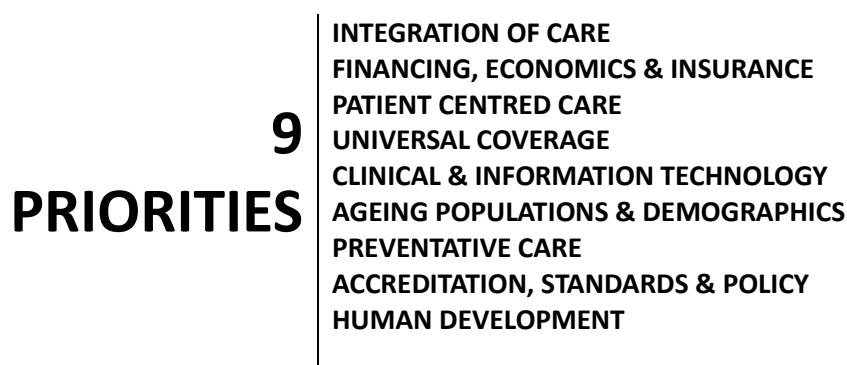 9
PRIORITIES
INTEGRATION OF CARE
FINANCING, ECONOMICS & INSURANCE
PATIENT CENTRED CARE
UNIVERSAL COVERAGE
CLINICAL & INFORMATION TECHNOLOGY
AGEING POPULATIONS & DEMOGRAPHICS
PREVENTATIVE CARE
ACCREDITATION, STANDARDS & POLICY
HUMAN DEVELOPMENT